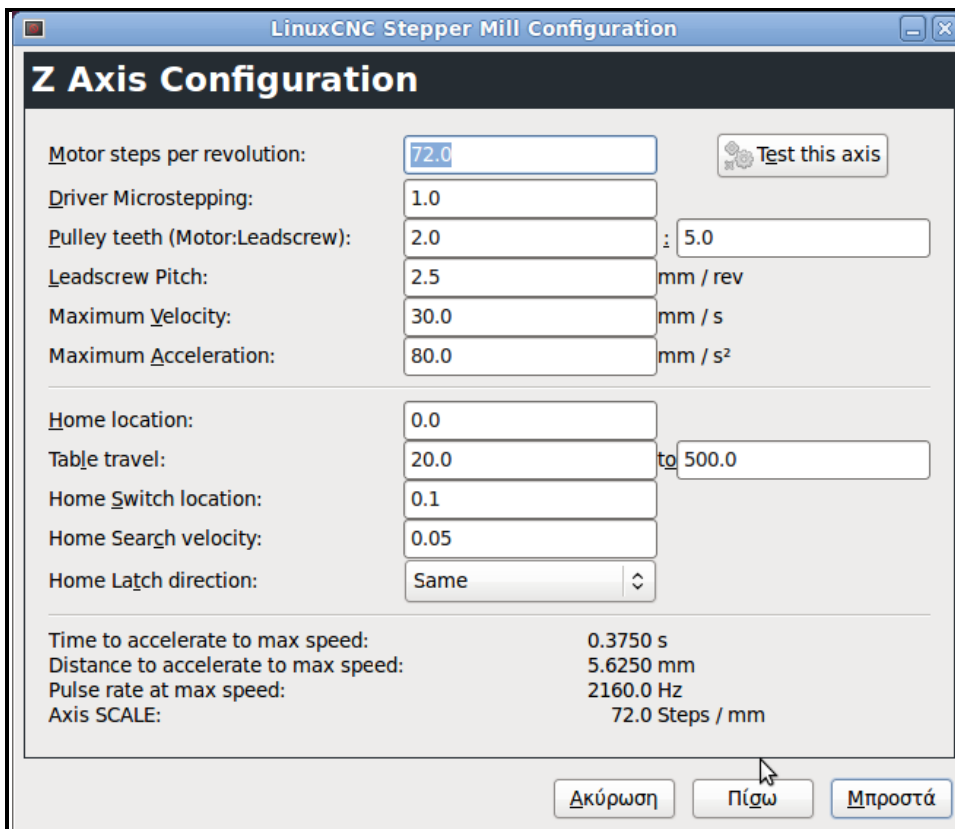 LinuxCNC Stepper Mill Configuration
Z Axis Configuration
Motor steps per revolution: 72.0 Test this axis
Driver Microstepping: 1.0
Pulley teeth (Motor:Leadscrew): 2.0 : 5.0
Leadscrew Pitch: 2.5 mm / rev
Maximum Velocity: 30.0 mm / s
Maximum Acceleration: 80.0 mm / s²
Home location: 0.0
Table travel: 20.0 to 500.0
Home Switch location: 0.1
Home Search velocity: 0.05
Home Latch direction: Same
Time to accelerate to max speed: 0.3750 s
Distance to accelerate to max speed: 5.6250 mm
Pulse rate at max speed: 2160.0 Hz
Axis SCALE: 72.0 Steps / mm
Ακύρωση Πίσω Μπροστά